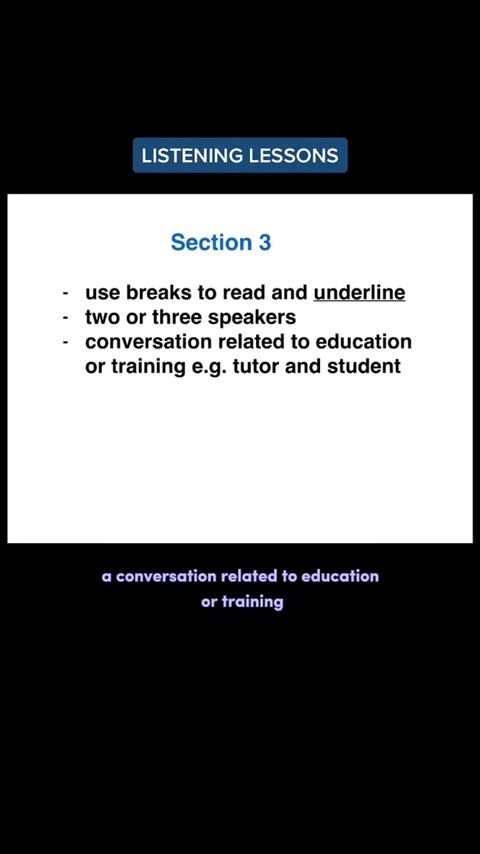 LISTENING LESSONS
Section 3
- use breaks to read and underline
- two or three speakers
- conversation related to education
or training e.g. tutor and student
a conversation related to education
or training